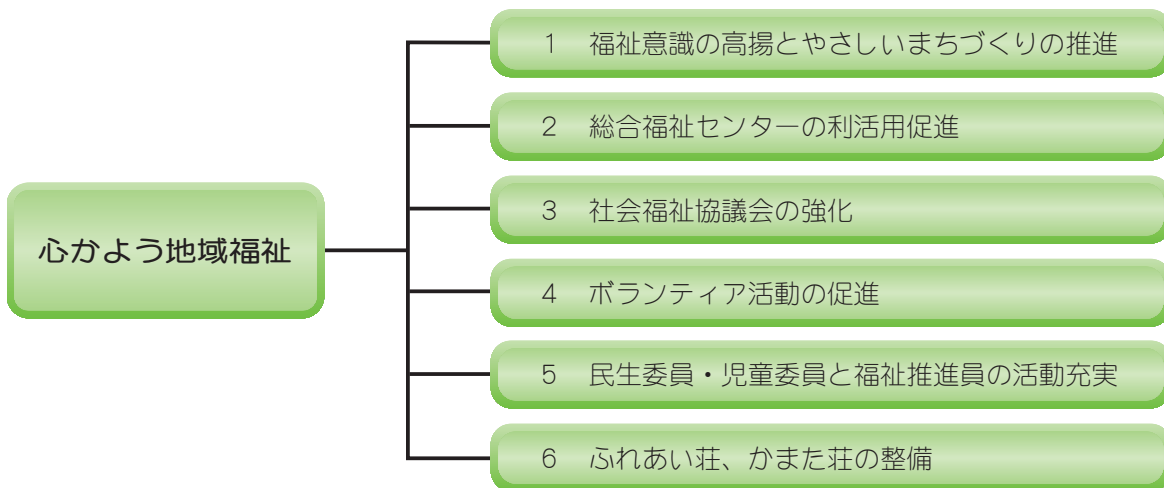 心かよう地域福祉
1　福祉意識の高揚とやさしいまちづくりの推進
2　総合福祉センターの利活用促進
3　社会福祉協議会の強化
4　ボランティア活動の促進
5　民生委員・児童委員と福祉推進員の活動充実
6　ふれあい荘、かまた荘の整備